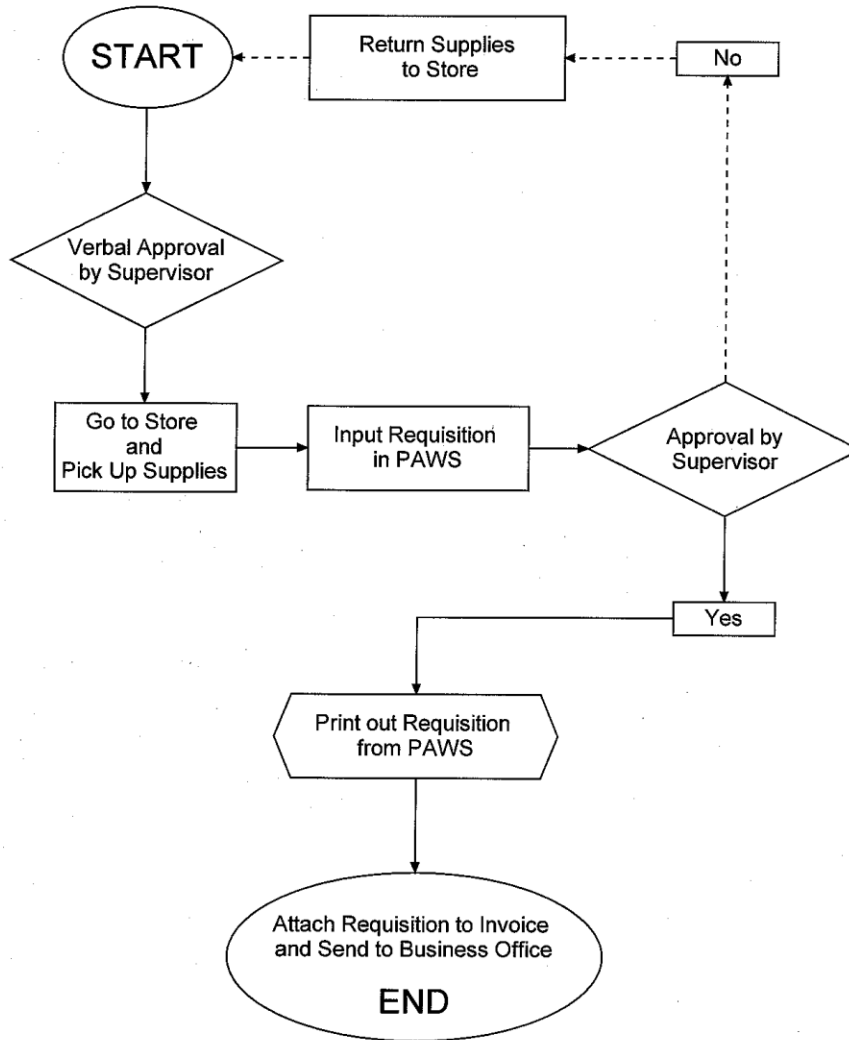 START
Return Supplies
to Store
No
Verbal Approval
by Supervisor
Go to Store
and
Pick Up Supplies
Input Requisition
in PAWS
Approval by
Supervisor
Yes
Print out Requisition
from PAWS
Attach Requisition to Invoice
and Send to Business Office
END